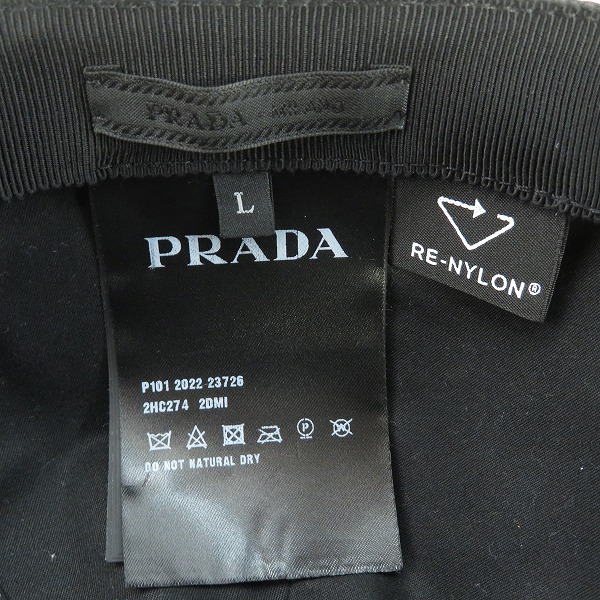 PRADA MILANO
L
PRADA
RE-NYLON®
P101 2022 23726
2HC274 2DMI
P
W
DO NOT NATURAL DRY